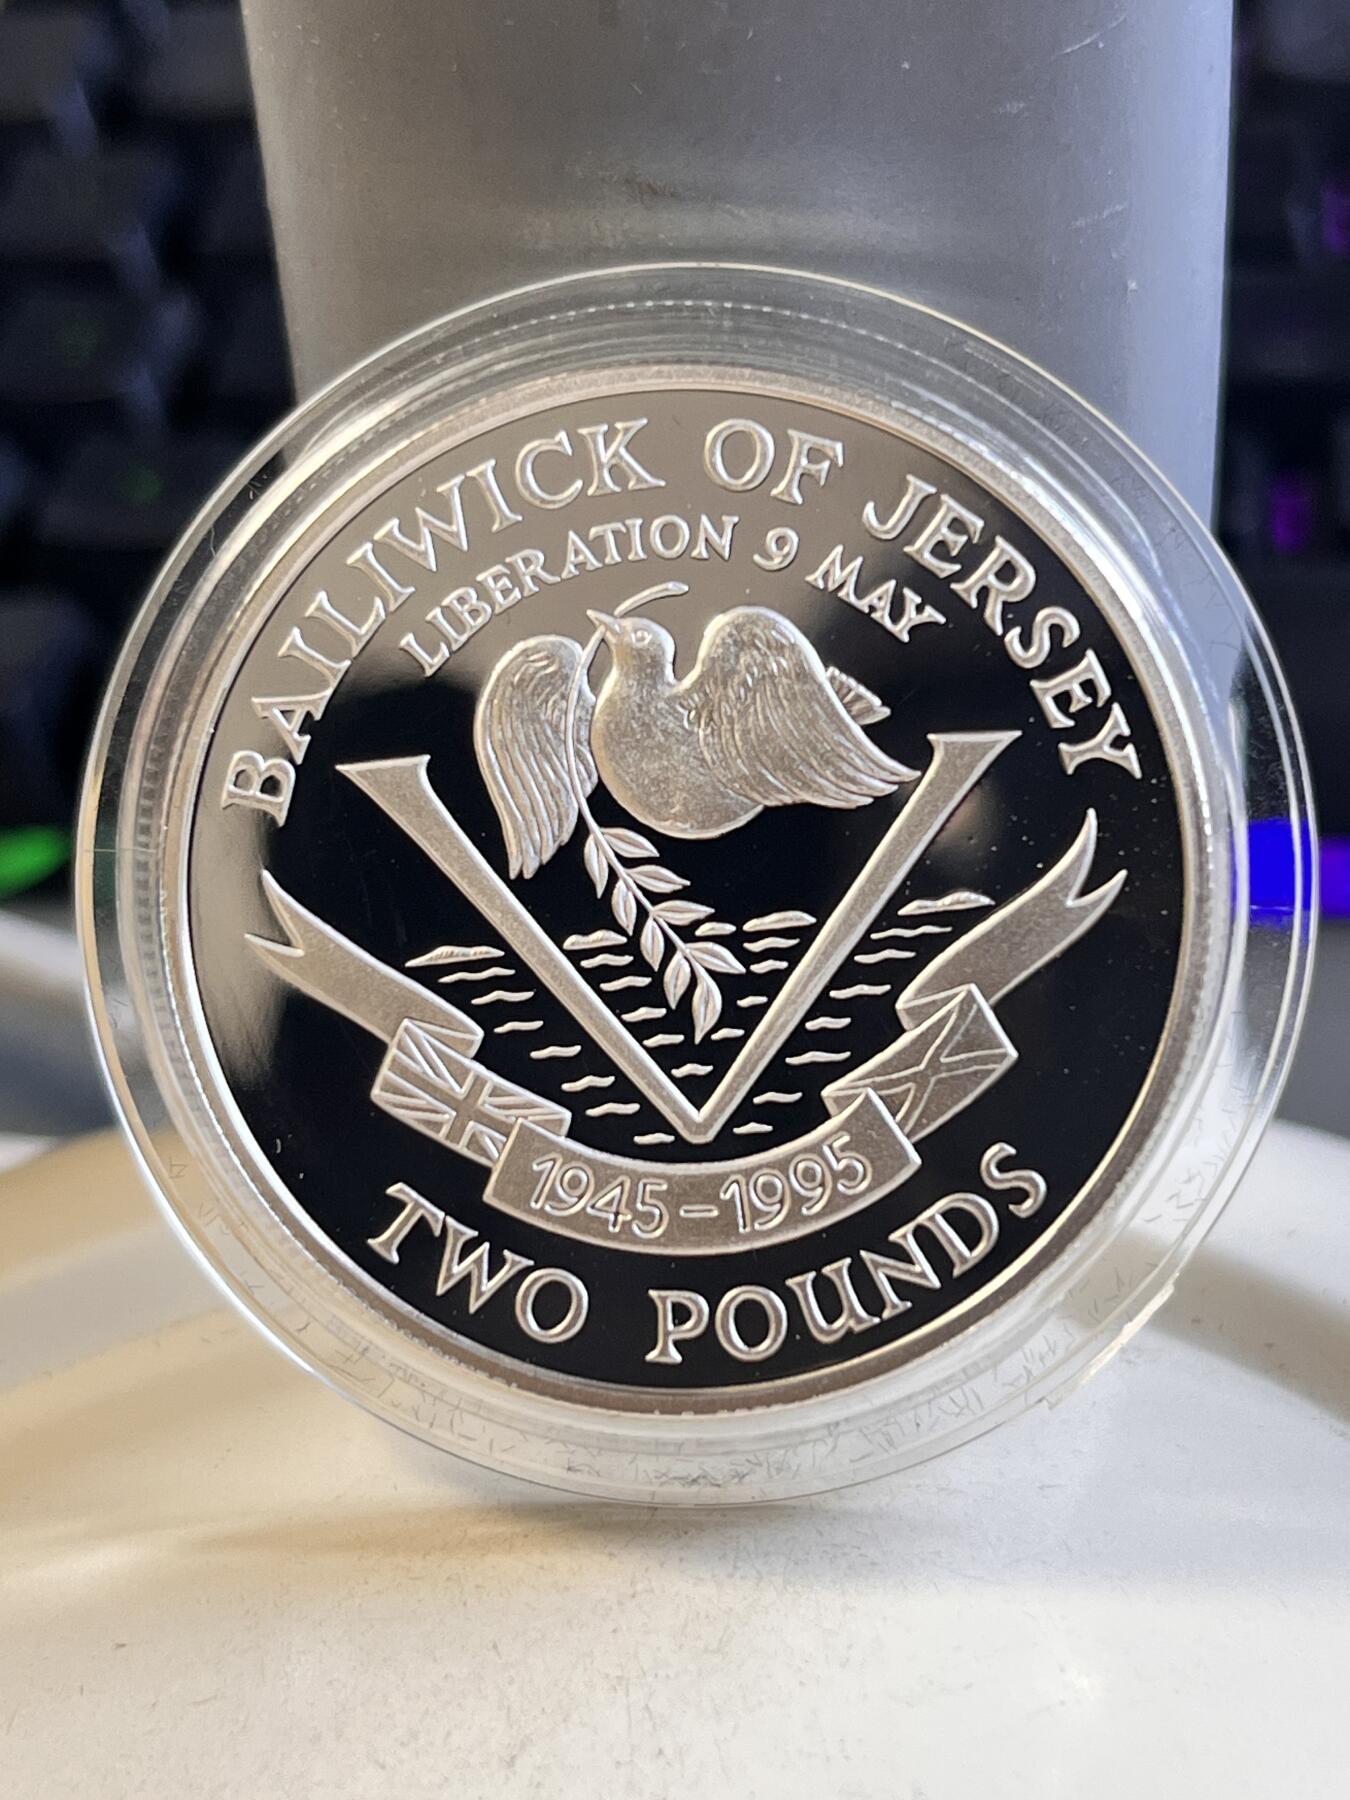 BAILIWICK OF JERSEY
LIBERATION 9 MAY
1945-1995
TWO POUNDS